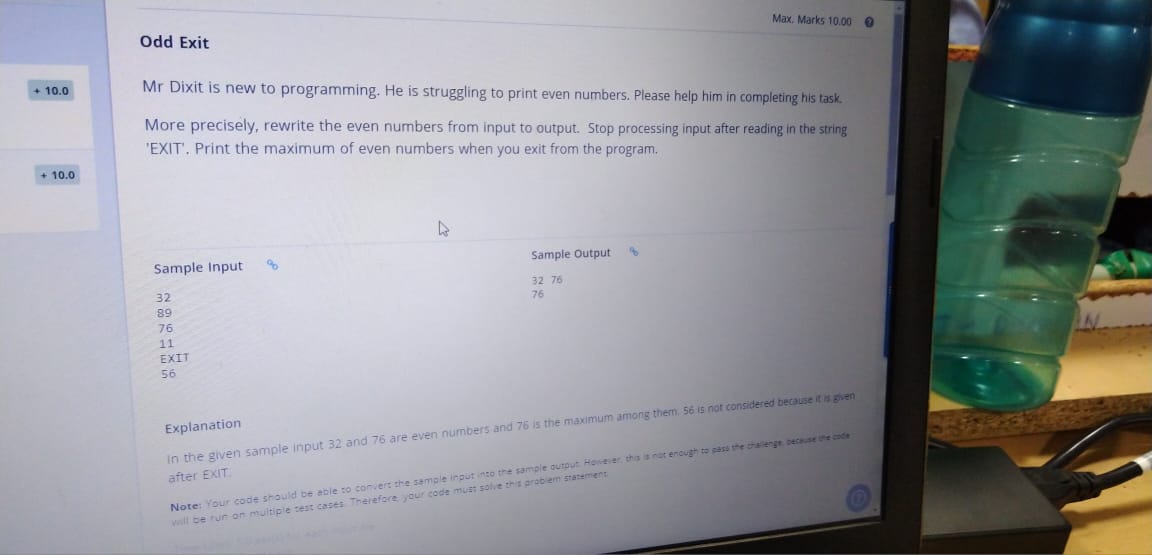 Max. Marks 10.00
Odd Exit
+ 10.0
Mr Dixit is new to programming. He is struggling to print even numbers. Please help him in completing his task.
More precisely, rewrite the even numbers from input to output. Stop processing input after reading in the string
'EXIT'. Print the maximum of even numbers when you exit from the program.
+ 10.0
Sample Input
Sample Output
32
89
76
11
EXIT
56
32 76
76
Explanation
In the given sample input 32 and 76 are even numbers and 76 is the maximum among them. 56 is not considered because it is given
after EXIT.
Note: Your code should be able to convert the sample input into the sample output. However, this is not enough to pass the challenge, because the code
will be run on multiple test cases. Therefore, your code must solve this problem statement.